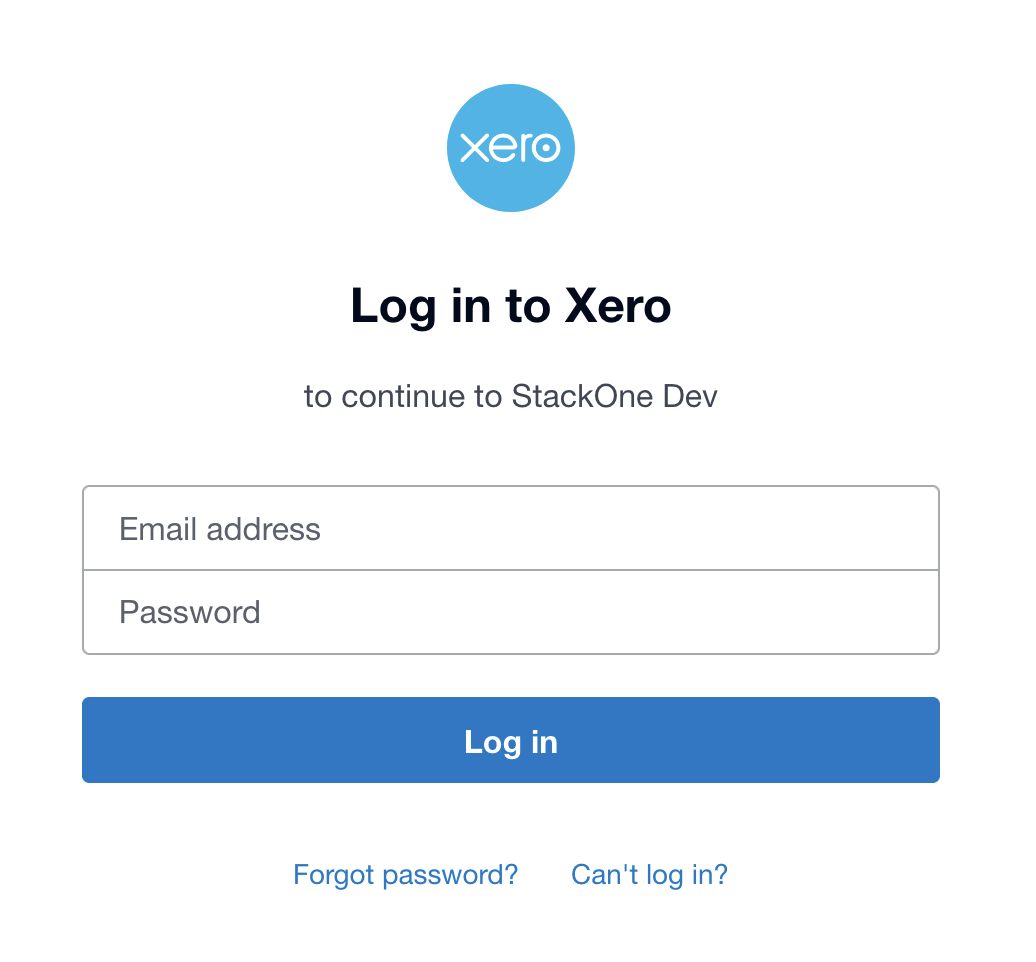 xero
Log in to Xero
to continue to StackOne Dev
Email address
Password
Log in
Forgot password? Can't log in?